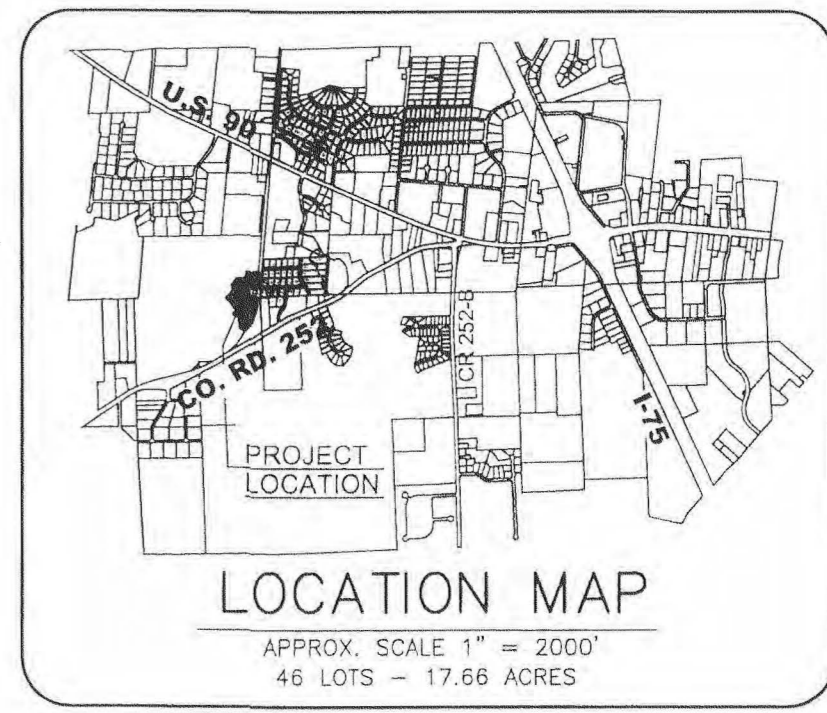 U.S. 90
CO. RD. 252
CR 252-B
I-75
PROJECT
LOCATION
LOCATION MAP
APPROX. SCALE 1" = 2000'
46 LOTS - 17.66 ACRES